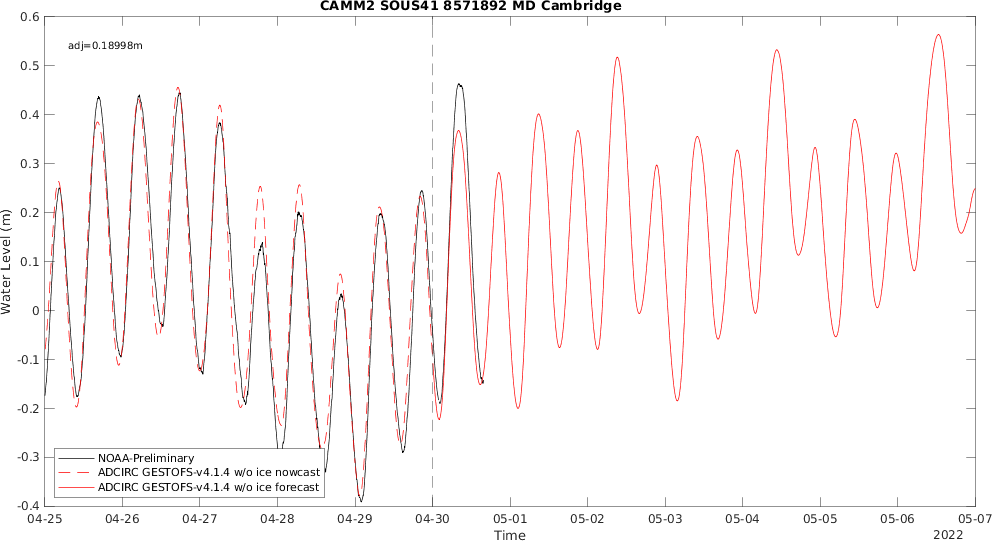 CAMM2 SOUS41 8571892 MD Cambridge
adj=0.18998m
0.6
0.5
0.4
0.3
0.2
0.1
0
-0.1
-0.2
-0.3
-0.4
Water Level (m)
NOAA-Preliminary
ADCIRC GESTOFS-v4.1.4 w/o ice nowcast
ADCIRC GESTOFS-v4.1.4 w/o ice forecast
04-25 04-26 04-27 04-28 04-29 04-30 05-01 05-02 05-03 05-04 05-05 05-06 05-07
Time
2022